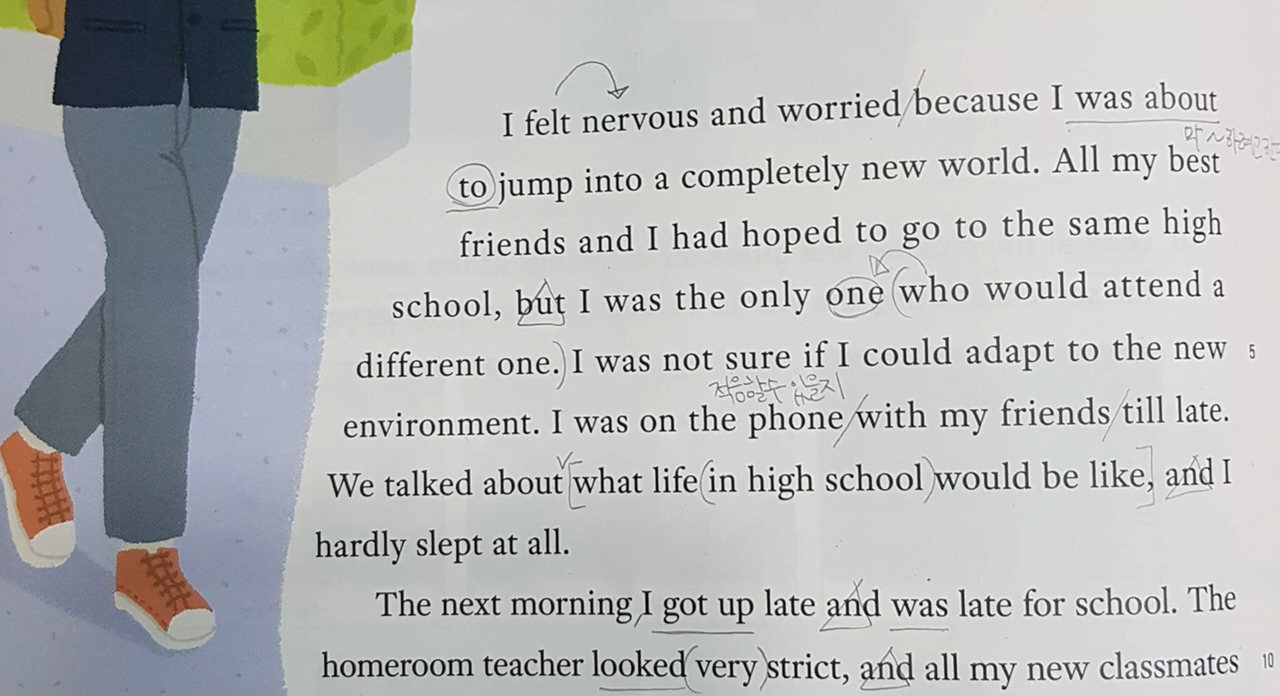 I felt nervous and worried because I was about
막 ~하려던
to jump into a completely new world. All my best
friends and I had hoped to go to the same high
school, but I was the only one who would attend a
different one. I was not sure if I could adapt to the new 5
적응할 수 있을지
environment. I was on the phone with my friends till late.
We talked about what life in high school would be like, and I
hardly slept at all.
The next morning, I got up late and was late for school. The
homeroom teacher looked very strict, and all my new classmates 10